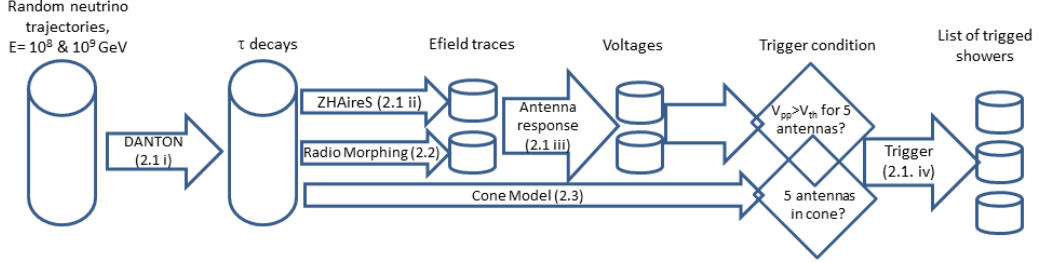 Random neutrino
trajectories,
E= 10⁸ & 10⁹ GeV
τ decays
Efield traces
Voltages
Trigger condition
List of trigged
showers
DANTON
(2.1 i)
ZHAireS (2.1 ii)
Radio Morphing (2.2)
Antenna
response
(2.1 iii)
Vpp>Vth for 5
antennas?
Trigger
(2.1. iv)
Cone Model (2.3)
5 antennas
in cone?